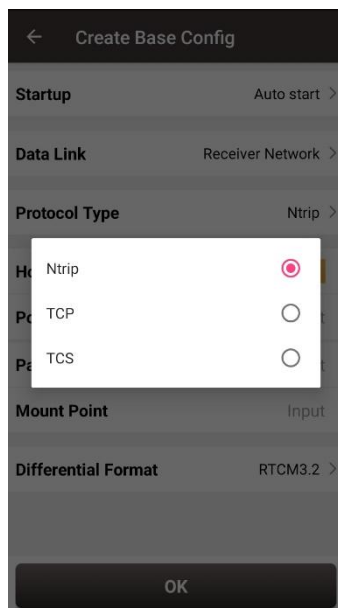 Create Base Config
Startup Auto start
Data Link Receiver Network
Protocol Type Ntrip
Ntrip
TCP
TCS
Mount Point Input
Differential Format RTCM3.2
OK